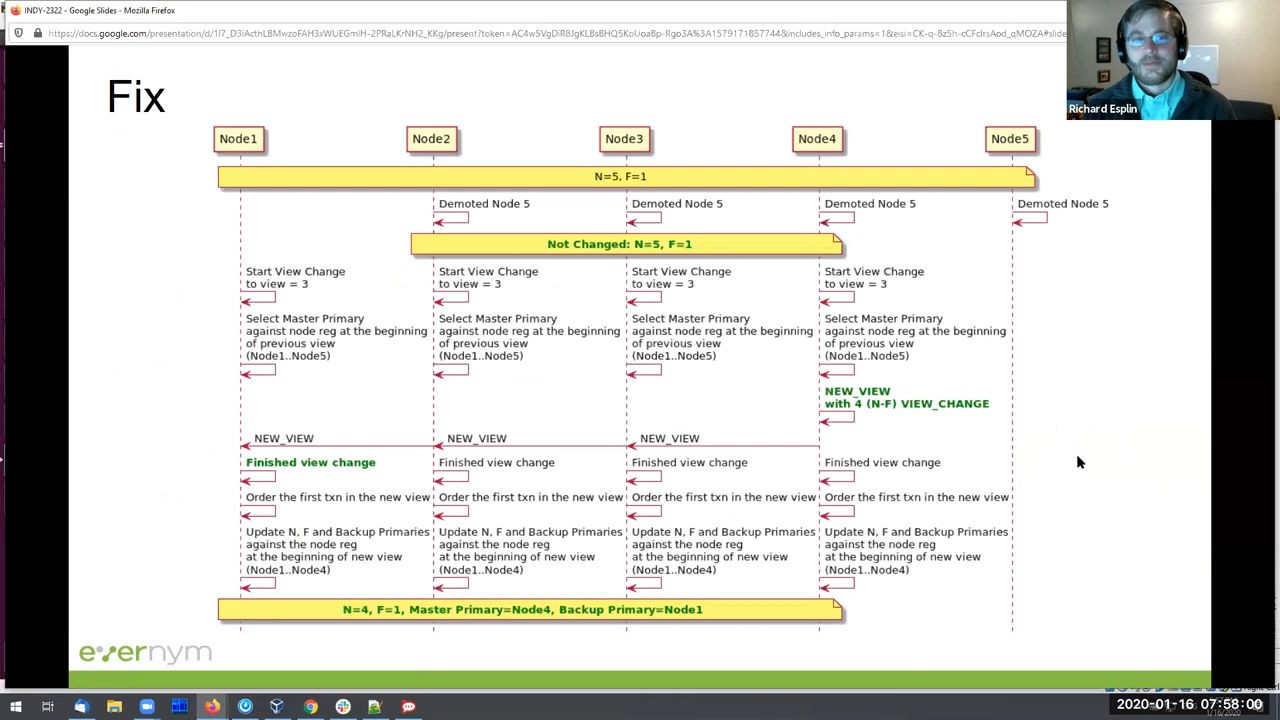 INDY-2322 - Google Slides - Mozilla Firefox
Richard Esplin
Fix
Node1 Node2 Node3 Node4 Node5
N=5, F=1
Demoted Node 5 Demoted Node 5 Demoted Node 5 Demoted Node 5
Not Changed: N=5, F=1
Start View Change Start View Change Start View Change Start View Change
to view = 3 to view = 3 to view = 3 to view = 3
Select Master Primary Select Master Primary Select Master Primary Select Master Primary
against node reg at the beginning against node reg at the beginning against node reg at the beginning against node reg at the beginning
of previous view of previous view of previous view of previous view
(Node1..Node5) (Node1..Node5) (Node1..Node5) (Node1..Node5)
NEW_VIEW
with 4 (N-F) VIEW_CHANGE
NEW_VIEW NEW_VIEW NEW_VIEW
Finished view change Finished view change Finished view change Finished view change
Order the first txn in the new view Order the first txn in the new view Order the first txn in the new view Order the first txn in the new view
Update N, F and Backup Primaries Update N, F and Backup Primaries Update N, F and Backup Primaries Update N, F and Backup Primaries
against the node reg against the node reg against the node reg against the node reg
at the beginning of new view at the beginning of new view at the beginning of new view at the beginning of new view
(Node1..Node4) (Node1..Node4) (Node1..Node4) (Node1..Node4)
N=4, F=1, Master Primary=Node4, Backup Primary=Node1
evernym
2020-01-16 07:58:00